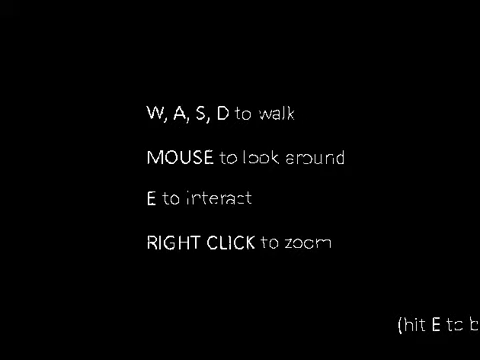 W, A, S, D to walk
MOUSE to look around
E to interact
RIGHT CLICK to zoom
(hit E to b